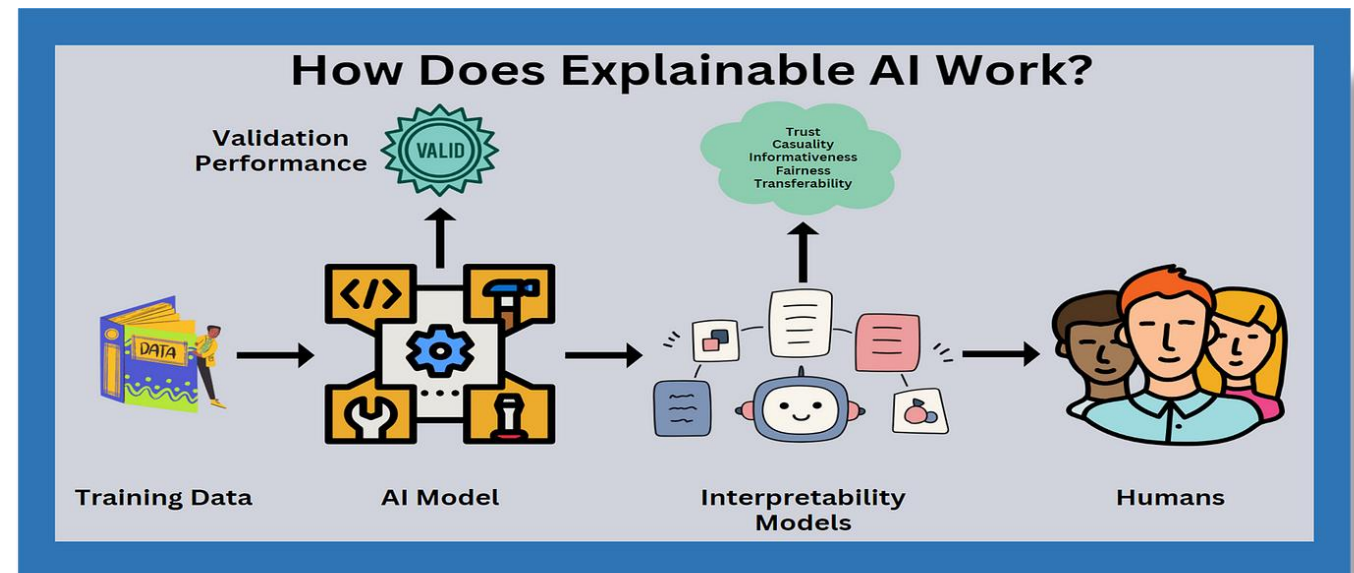 How Does Explainable AI Work?
Validation
Performance
VALID
Trust
Casuality
Informativeness
Fairness
Transferability
</>
DATA
Training Data
AI Model
Interpretability
Models
Humans